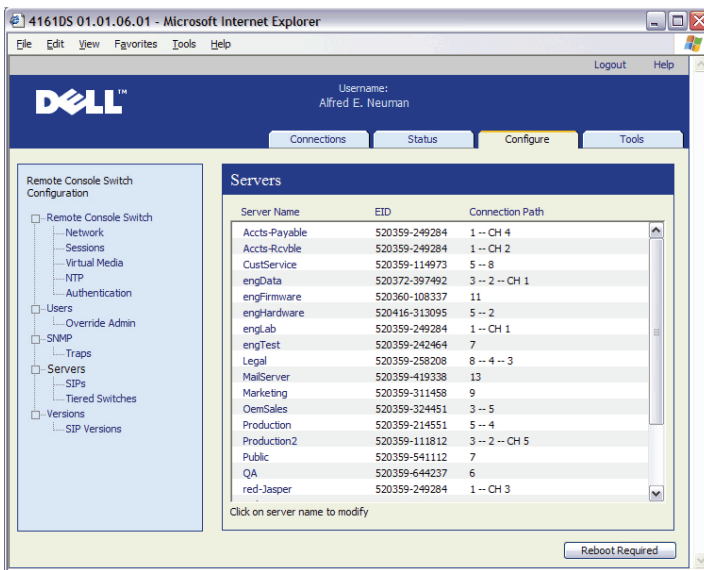 4161DS 01.01.06.01 - Microsoft Internet Explorer
File Edit View Favorites Tools Help
Logout Help
DELL™
Username:
Alfred E. Neuman
Connections Status Configure Tools
Remote Console Switch
Configuration
Remote Console Switch
Network
Sessions
Virtual Media
NTP
Authentication
Users
Override Admin
SNMP
Traps
Servers
SIPs
Tiered Switches
Versions
SIP Versions
Servers
Server Name EID Connection Path
Accts-Payable 520359-249284 1 -- CH 4
Accts-Rcvble 520359-249284 1 -- CH 2
CustService 520359-114973 5 -- 8
engData 520372-397492 3 -- 2 -- CH 1
engFirmware 520360-108337 11
engHardware 520416-313095 5 -- 2
engLab 520359-249284 1 -- CH 1
engTest 520359-242464 7
Legal 520359-258208 8 -- 4 -- 3
MailServer 520359-419338 13
Marketing 520359-311458 9
OemSales 520359-324451 3 -- 5
Production 520359-214551 5 -- 4
Production2 520359-111812 3 -- 2 -- CH 5
Public 520359-541112 7
QA 520359-644237 6
red-Jasper 520359-249284 1 -- CH 3
Click on server name to modify
Reboot Required